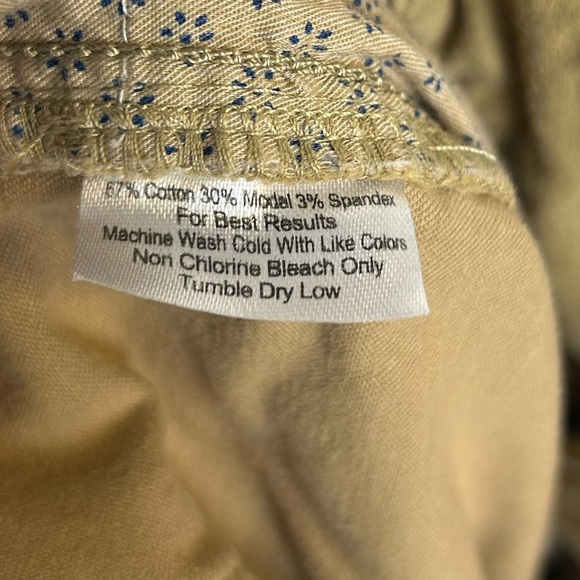 67% Cotton 30% Modal 3% Spandex
For Best Results
Machine Wash Cold With Like Colors
Non Chlorine Bleach Only
Tumble Dry Low